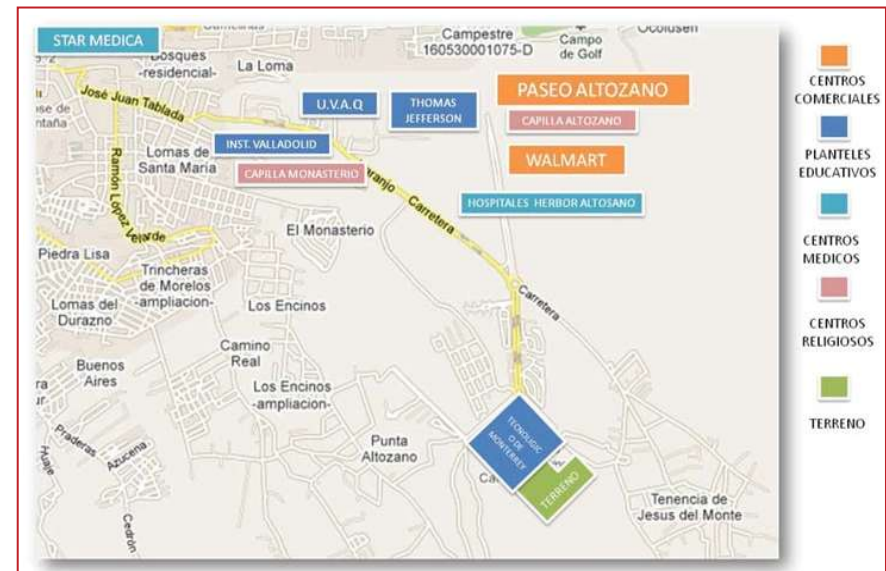 Campestre
160530001075-D
Campo
de Golf
Ocolusen
STAR MEDICA
Bosques
-residencial-
La Loma
José Juan Tablada
U.V.A.Q
THOMAS
JEFFERSON
PASEO ALTOZANO
CAPILLA ALTOZANO
INST. VALLADOLID
Lomas de
Santa Maria
CAPILLA MONASTERIO
WALMART
Carretera
HOSPITALES HERBOR ALTOSANO
Ramón López Velarde
El Monasterio
Piedra Lisa
Trincheras
de Morelos
-ampliacion-
Lomas del
Durazno
Los Encinos
Carretera
Camino
Real
Buenos
Aires
Los Encinos
-ampliacion-
Punta
Altozano
TECNOLIGIC
O DE
MONTERREY
TERRENO
Praderas
Azucena
Huaje
Cedrón
Tenencia de
Jesus del Monte
CENTROS
COMERCIALES
PLANTELES
EDUCATIVOS
CENTROS
MEDICOS
CENTROS
RELIGIOSOS
TERRENO